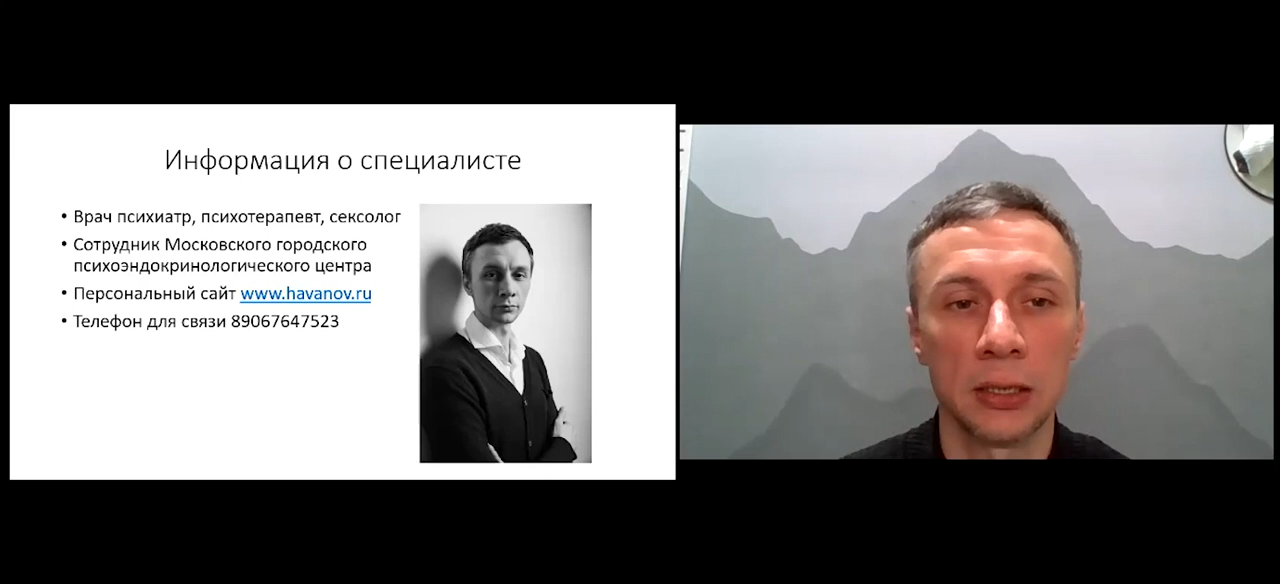 Информация о специалисте
• Врач психиатр, психотерапевт, сексолог
• Сотрудник Московского городского
психоэндокринологического центра
• Персональный сайт www.havanov.ru
• Телефон для связи 89067647523